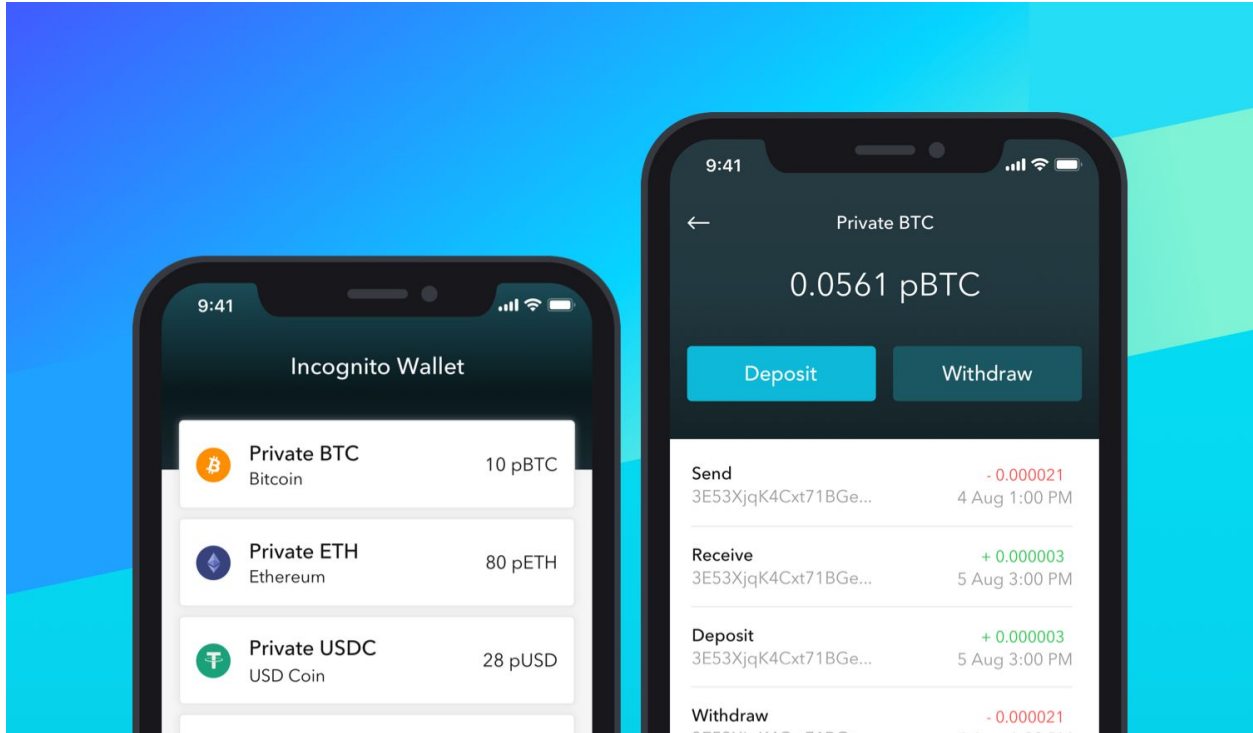 9:41
Incognito Wallet
Private BTC
Bitcoin
10 pBTC
Private ETH
Ethereum
80 pETH
Private USDC
USD Coin
28 pUSD
9:41
Private BTC
0.0561 pBTC
Deposit
Withdraw
Send
- 0.000021
3E53XjqK4Cxt71BGe...
4 Aug 1:00 PM
Receive
+ 0.000003
3E53XjqK4Cxt71BGe...
5 Aug 3:00 PM
Deposit
+ 0.000003
3E53XjqK4Cxt71BGe...
5 Aug 3:00 PM
Withdraw
- 0.000021